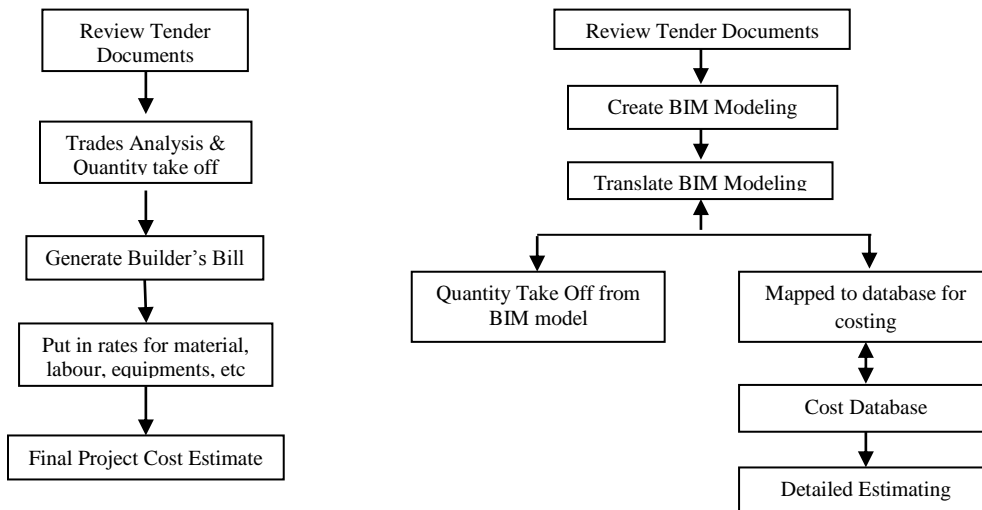 Review Tender
Documents
Trades Analysis &
Quantity take off
Generate Builder’s Bill
Put in rates for material,
labour, equipments, etc
Final Project Cost Estimate
Review Tender Documents
Create BIM Modeling
Translate BIM Modeling
Quantity Take Off from
BIM model
Mapped to database for
costing
Cost Database
Detailed Estimating